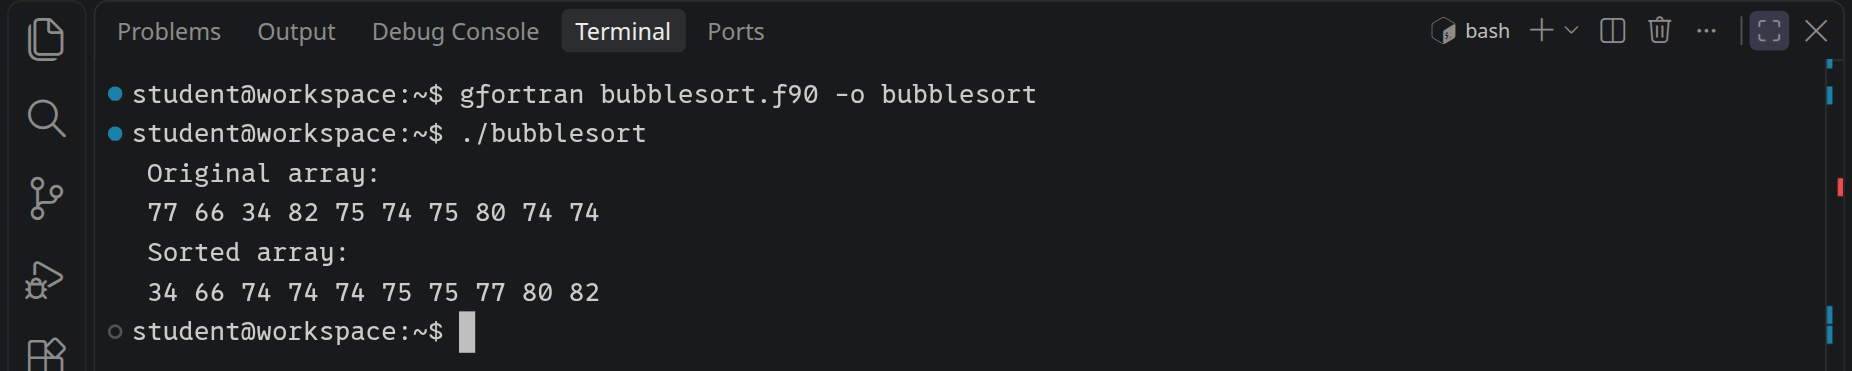 Problems Output Debug Console Terminal Ports bash
student@workspace:~$ gfortran bubblesort.f90 -o bubblesort
student@workspace:~$ ./bubblesort
Original array:
77 66 34 82 75 74 75 80 74 74
Sorted array:
34 66 74 74 74 75 75 77 80 82
student@workspace:~$